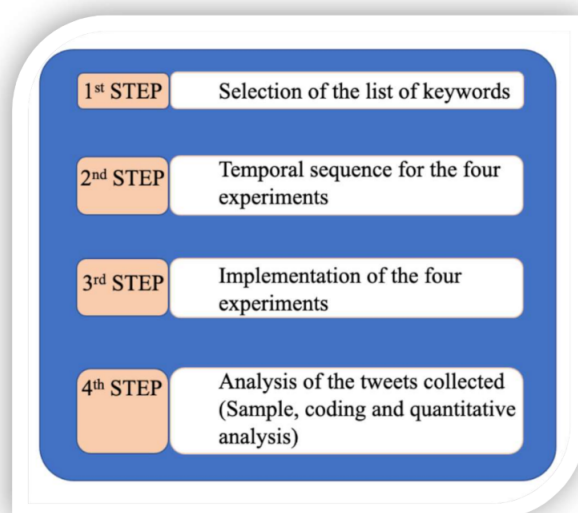 1st STEP
Selection of the list of keywords
2nd STEP
Temporal sequence for the four
experiments
3rd STEP
Implementation of the four
experiments
4th STEP
Analysis of the tweets collected
(Sample, coding and quantitative
analysis)